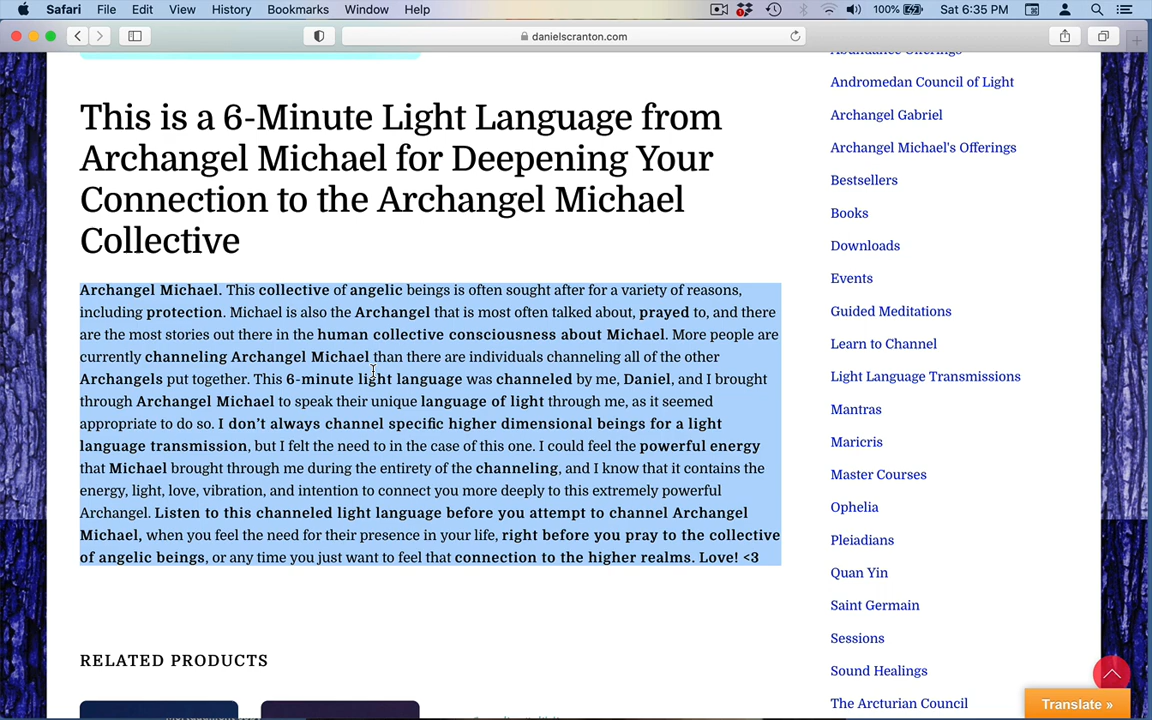 Safari File Edit View History Bookmarks Window Help 100% Sat 6:35 PM
danielscranton.com
This is a 6-Minute Light Language from
Archangel Michael for Deepening Your
Connection to the Archangel Michael
Collective
Archangel Michael. This collective of angelic beings is often sought after for a variety of reasons,
including protection. Michael is also the Archangel that is most often talked about, prayed to, and there
are the most stories out there in the human collective consciousness about Michael. More people are
currently channeling Archangel Michael than there are individuals channeling all of the other
Archangels put together. This 6-minute light language was channeled by me, Daniel, and I brought
through Archangel Michael to speak their unique language of light through me, as it seemed
appropriate to do so. I don't always channel specific higher dimensional beings for a light
language transmission, but I felt the need to in the case of this one. I could feel the powerful energy
that Michael brought through me during the entirety of the channeling, and I know that it contains the
energy, light, love, vibration, and intention to connect you more deeply to this extremely powerful
Archangel. Listen to this channeled light language before you attempt to channel Archangel
Michael, when you feel the need for their presence in your life, right before you pray to the collective
of angelic beings, or any time you just want to feel that connection to the higher realms. Love! <3
RELATED PRODUCTS
Abundance Offerings
Andromedan Council of Light
Archangel Gabriel
Archangel Michael's Offerings
Bestsellers
Books
Downloads
Events
Guided Meditations
Learn to Channel
Light Language Transmissions
Mantras
Maricris
Master Courses
Ophelia
Pleiadians
Quan Yin
Saint Germain
Sessions
Sound Healings
The Arcturian Council
Translate »